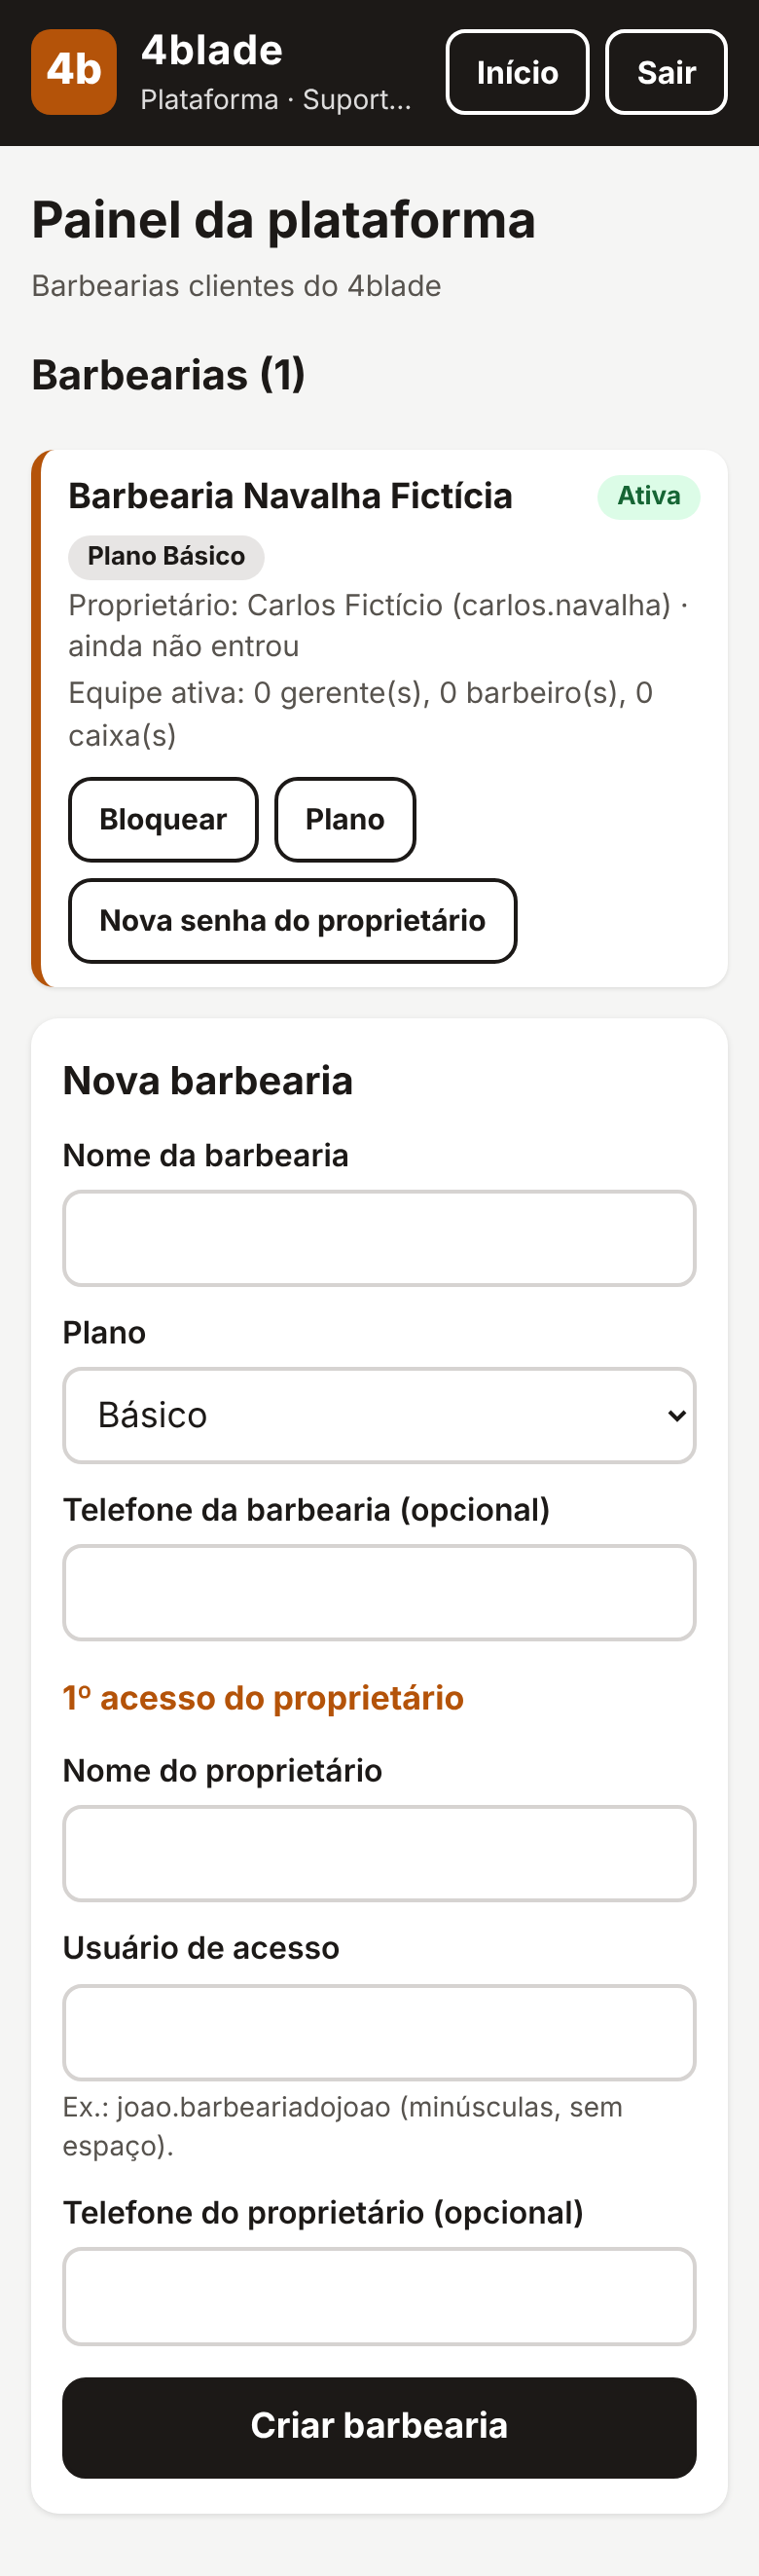 4b
4blade
Plataforma · Suport...
Início
Sair
Painel da plataforma
Barbearias clientes do 4blade
Barbearias (1)
Barbearia Navalha Fictícia
Ativa
Plano Básico
Proprietário: Carlos Fictício (carlos.navalha) ·
ainda não entrou
Equipe ativa: 0 gerente(s), 0 barbeiro(s), 0
caixa(s)
Bloquear
Plano
Nova senha do proprietário
Nova barbearia
Nome da barbearia
Plano
Básico
Telefone da barbearia (opcional)
1º acesso do proprietário
Nome do proprietário
Usuário de acesso
Ex.: joao.barbeariadojoao (minúsculas, sem
espaço).
Telefone do proprietário (opcional)
Criar barbearia